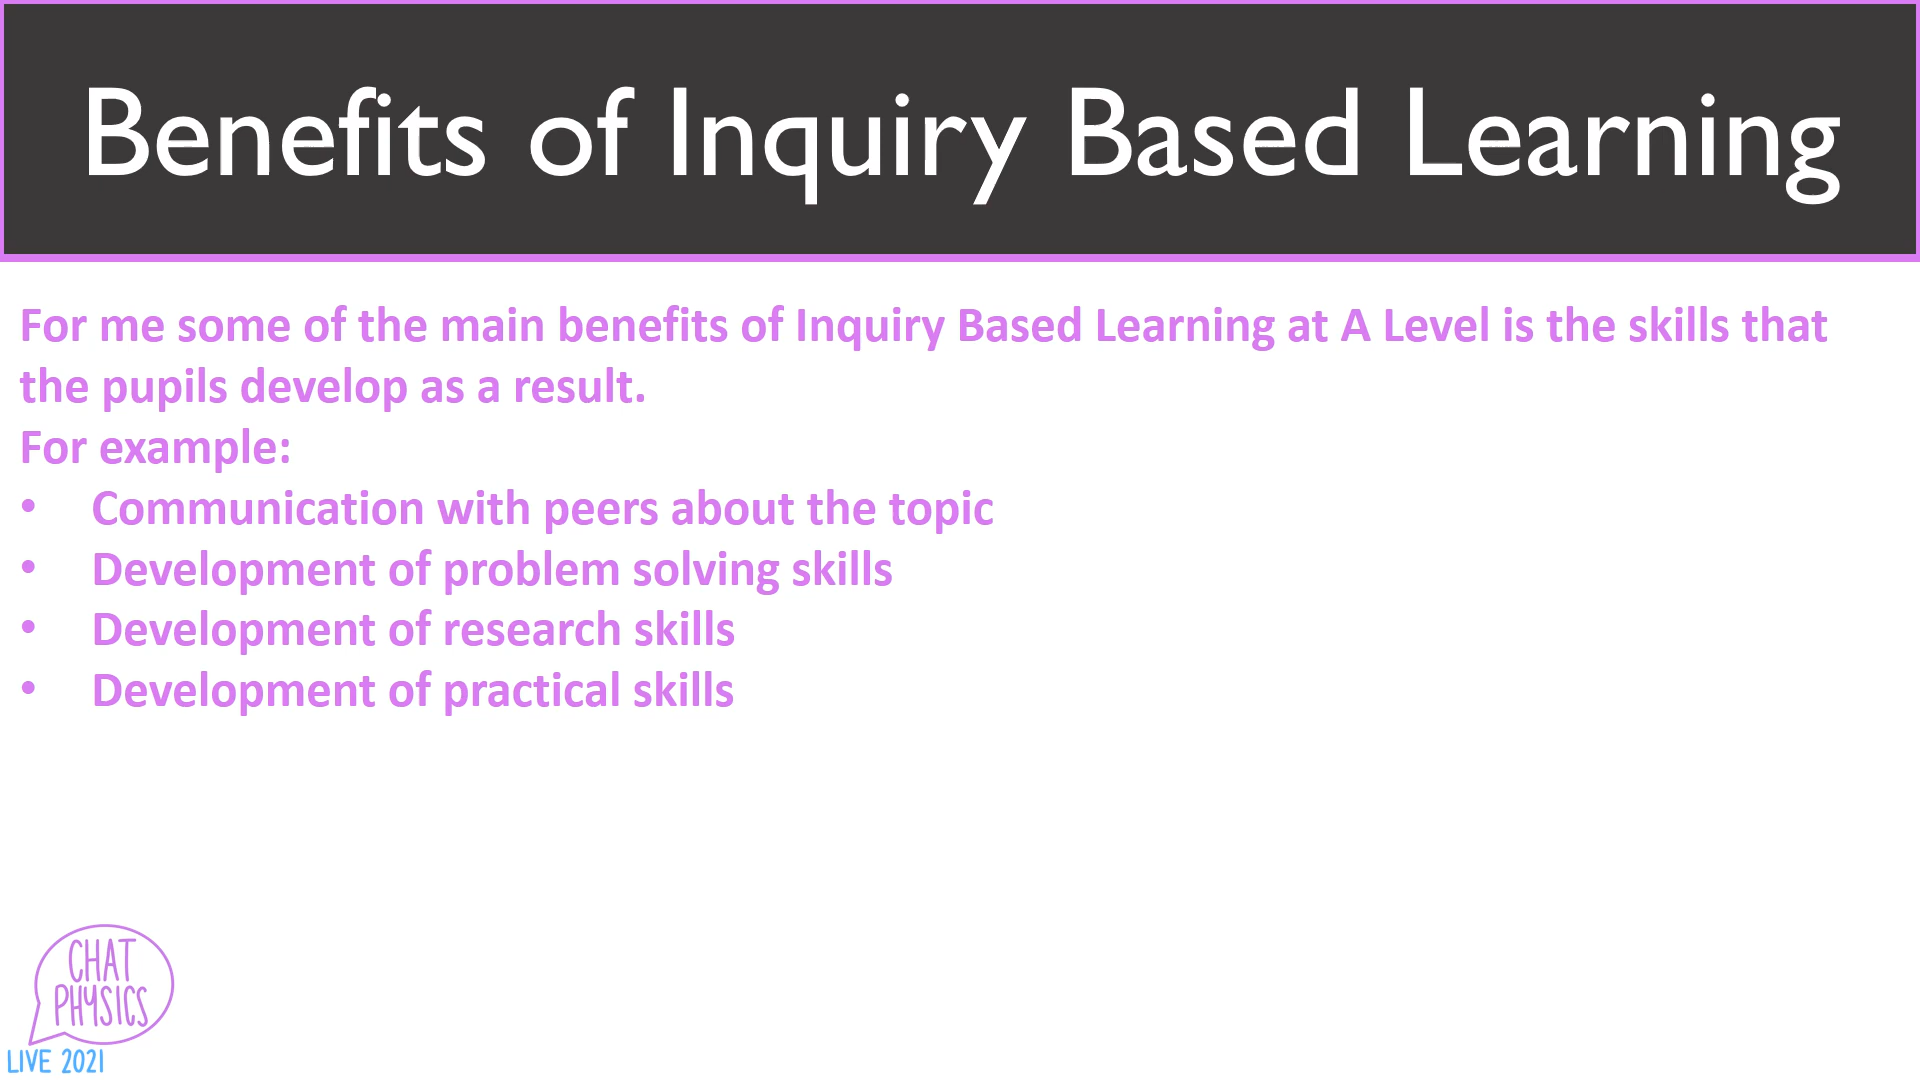 Benefits of Inquiry Based Learning
For me some of the main benefits of Inquiry Based Learning at A Level is the skills that
the pupils develop as a result.
For example:
• Communication with peers about the topic
• Development of problem solving skills
• Development of research skills
• Development of practical skills
CHAT
PHYSICS
LIVE 2021